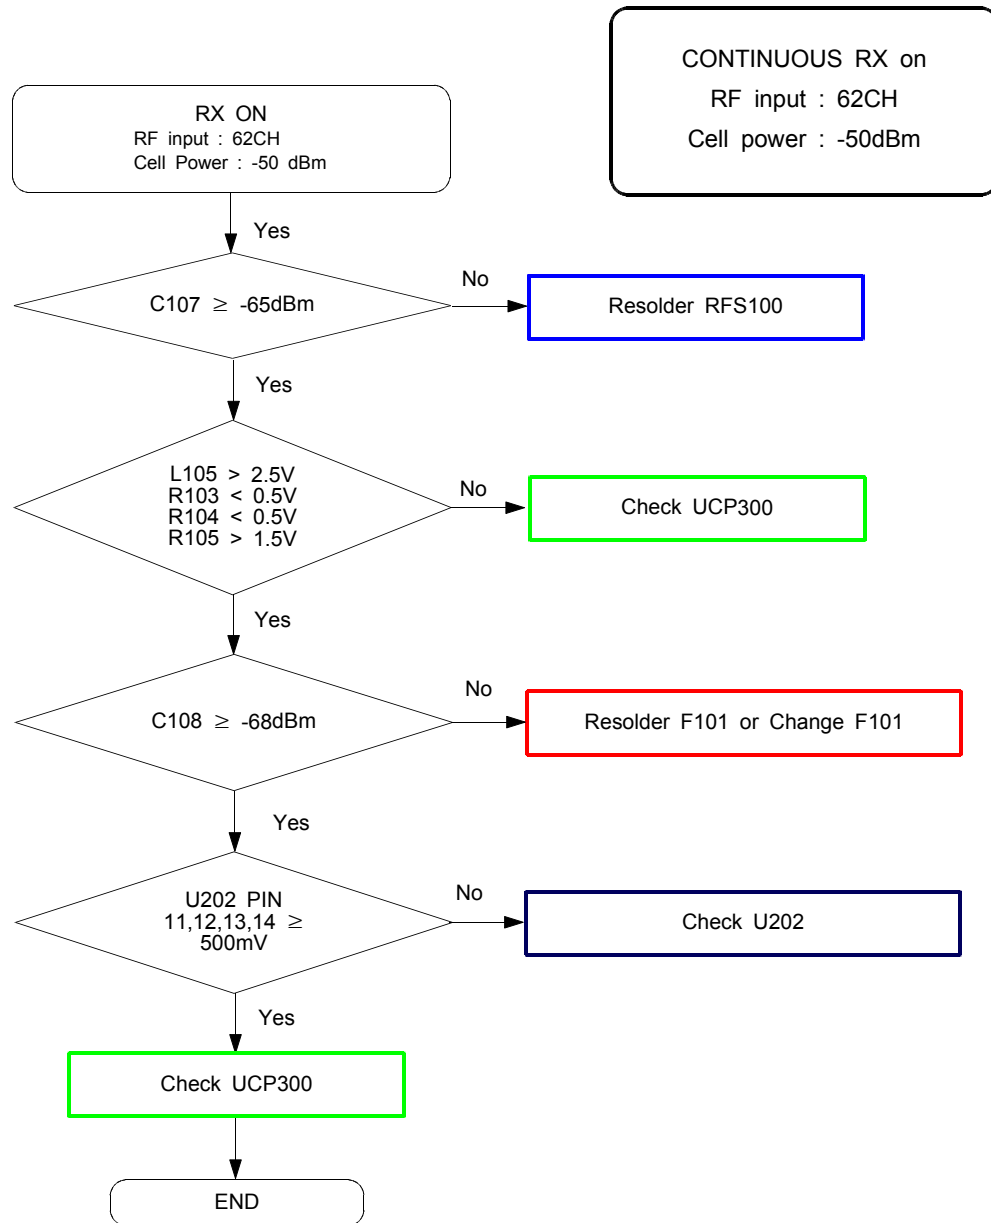 CONTINUOUS RX on
RF input : 62CH
Cell power : -50dBm
RX ON
RF input : 62CH
Cell Power : -50 dBm
Yes
C107 ≥ -65dBm
No
Resolder RFS100
Yes
L105 > 2.5V
R103 < 0.5V
R104 < 0.5V
R105 > 1.5V
No
Check UCP300
Yes
C108 ≥ -68dBm
No
Resolder F101 or Change F101
Yes
U202 PIN
11,12,13,14 ≥
500mV
No
Check U202
Yes
Check UCP300
END